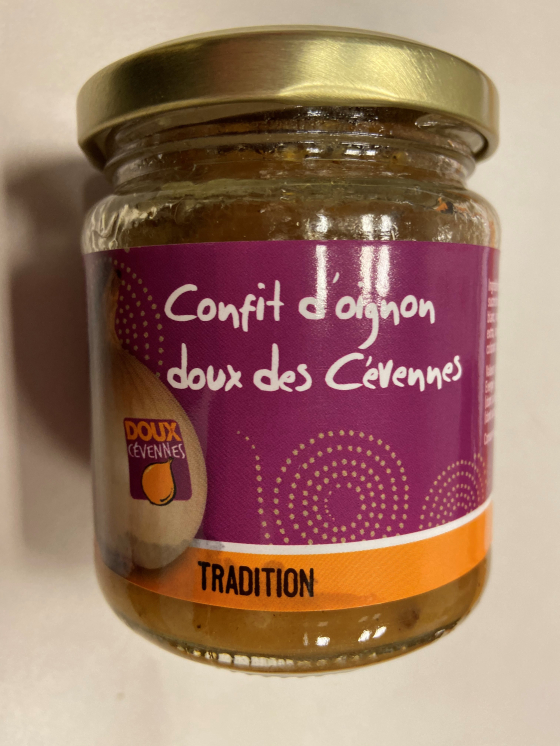 Confit d'oignon
doux des Cévennes
DOUX
CÉVENNES
TRADITION